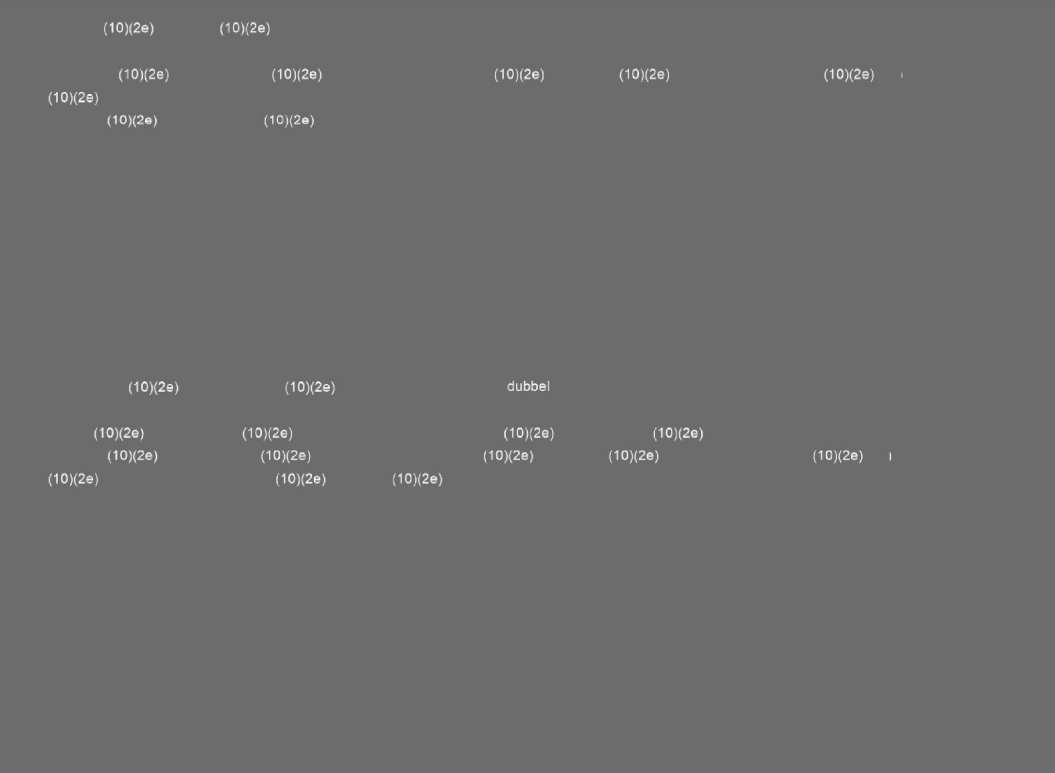 (10)(2e) (10)(2e)
(10)(2e) (10)(2e) (10)(2e) (10)(2e) (10)(2e) )
(10)(2e)
(10)(2e) (10)(2e)
(10)(2e) (10)(2e) dubbel
(10)(2e) (10)(2e) (10)(2e) (10)(2e)
(10)(2e) (10)(2e) (10)(2e) (10)(2e) (10)(2e) )
(10)(2e) (10)(2e) (10)(2e)